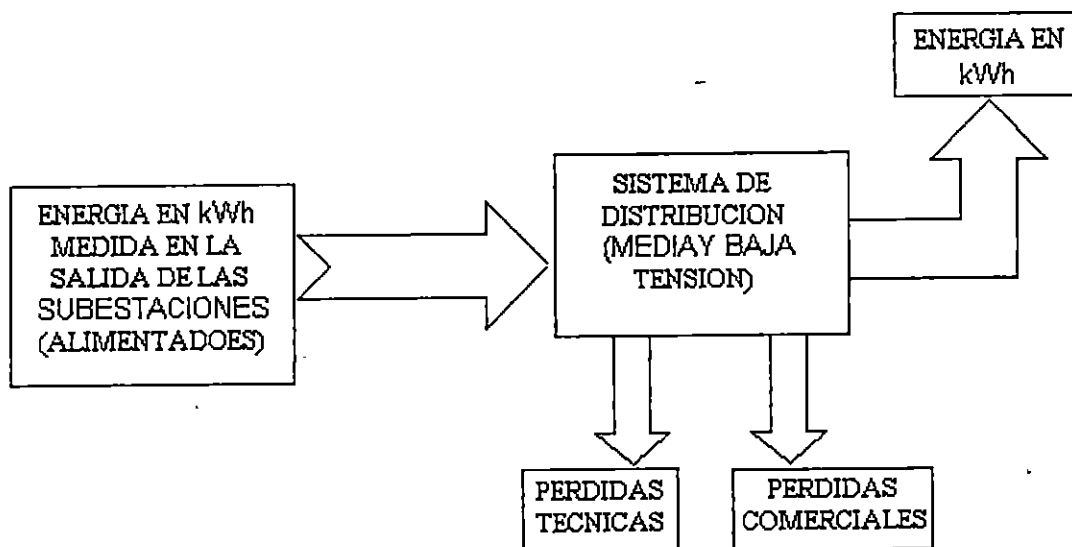 ENERGIA EN
kWh
ENERGIA EN kWh
MEDIDA EN LA
SALIDA DE LAS
SUBESTACIONES
(ALIMENTADOES)
SISTEMA DE
DISTRIBUCION
(MEDIAY BAJA
TENSION)
PERDIDAS
TECNICAS
PERDIDAS
COMERCIALES